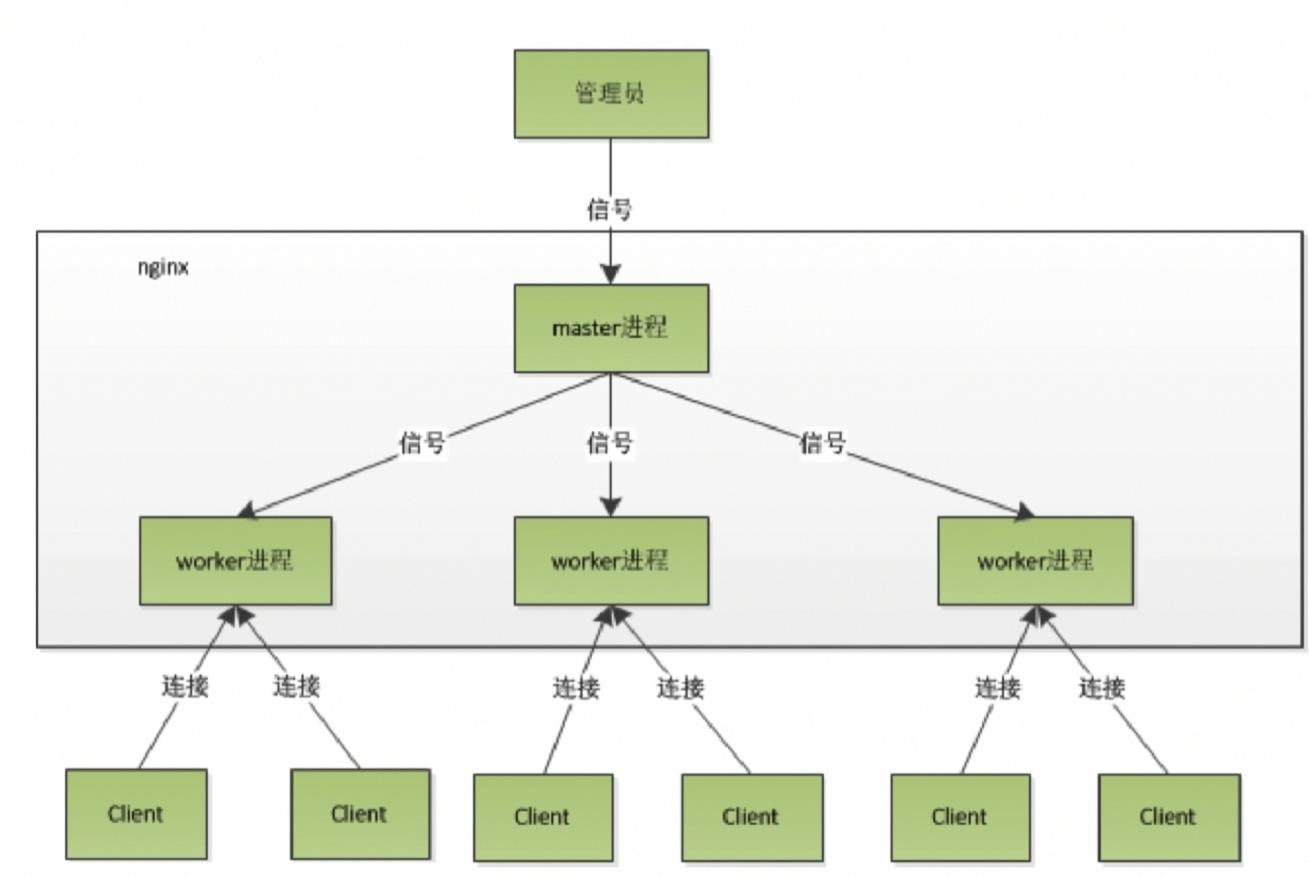 管理员
信号
nginx
master进程
信号 信号 信号
worker进程 worker进程 worker进程
连接 连接 连接 连接 连接 连接
Client Client Client Client Client Client